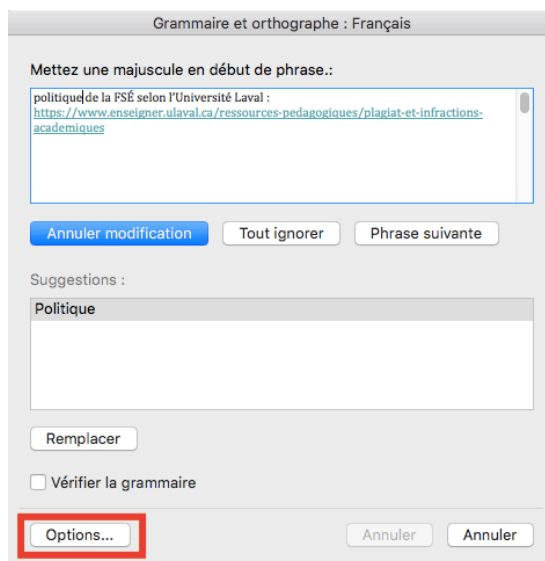 Grammaire et orthographe : Français
Mettez une majuscule en début de phrase.:
politique de la FSÉ selon l'Université Laval :
https://www.enseigner.ulaval.ca/ressources-pedagogiques/plagiat-et-infractions-
academiques
Annuler modification Tout ignorer Phrase suivante
Suggestions :
Politique
Remplacer
Vérifier la grammaire
Options... Annuler Annuler